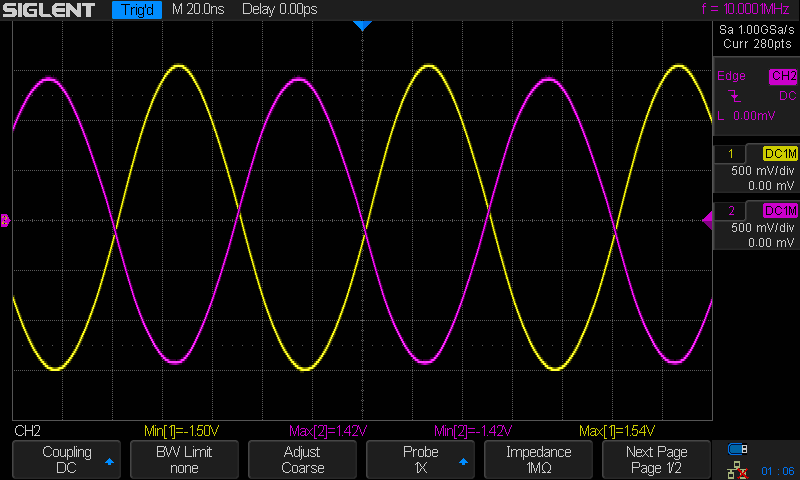 SIGLENT Trig'd M 20.0ns Delay 0.00ps f = 10.0001MHz
Sa 1.00GSa/s
Curr 280pts
Edge CH2
DC
L 0.00mV
1 DC1M
500 mV/div
0.00 mV
2 DC1M
500 mV/div
0.00 mV
CH2 Min[1]=-1.50V Max[2]=1.42V Min[2]=-1.42V Max[1]=1.54V
Coupling BW Limit Adjust Probe Impedance Next Page
DC none Coarse 1X 1MΩ Page 1/2
01 : 06